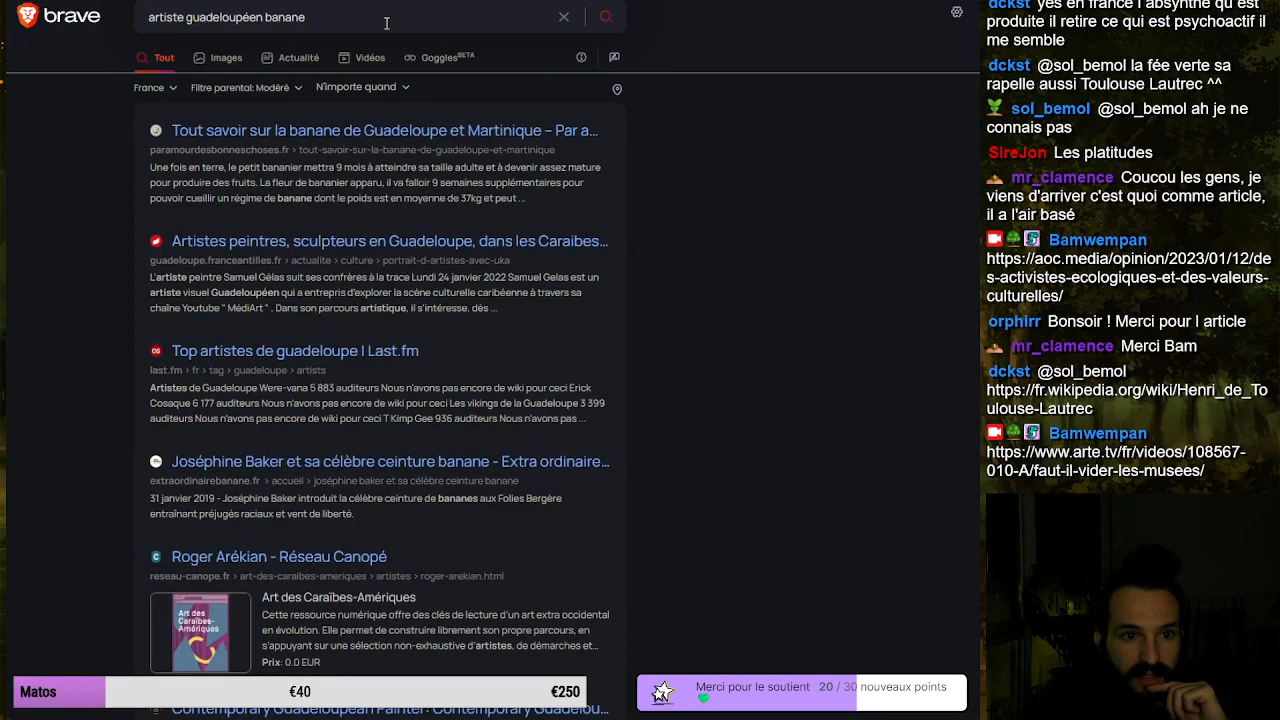 brave
artiste guadeloupéen banane
Tout
Images
Actualité
Vidéos
Goggles BETA
France
Filtre parental: Modéré
N'importe quand
Tout savoir sur la banane de Guadeloupe et Martinique – Par a...
paramourdesbonneschoses.fr › tout-savoir-sur-la-banane-de-guadeloupe-et-martinique
Une fois en terre, le petit bananier mettra 9 mois à atteindre sa taille adulte et à devenir assez mature
pour produire des fruits. La fleur de bananier apparu, il va falloir 9 semaines supplémentaires pour
pouvoir cueillir un régime de banane dont le poids est en moyenne de 37kg et peut ...
Artistes peintres, sculpteurs en Guadeloupe, dans les Caraibes...
guadeloupe.franceantilles.fr › actualite › culture › portrait-d-artistes-avec-uka
L'artiste peintre Samuel Gélas suit ses confrères à la trace Lundi 24 janvier 2022 Samuel Gelas est un
artiste visuel Guadeloupéen qui a entrepris d'explorer la scène culturelle caribéenne à travers sa
chaîne Youtube " MédiArt " . Dans son parcours artistique, il s'intéresse, dès ...
Top artistes de guadeloupe | Last.fm
last.fm › fr › tag › guadeloupe › artists
Artistes de Guadeloupe Were-vana 5 883 auditeurs Nous n'avons pas encore de wiki pour ceci Erick
Cosaque 6 177 auditeurs Nous n'avons pas encore de wiki pour ceci Les vikings de la Guadeloupe 3 399
auditeurs Nous n'avons pas encore de wiki pour ceci T Kimp Gee 936 auditeurs Nous n'avons pas ...
Joséphine Baker et sa célèbre ceinture banane - Extra ordinaire...
extraordinairebanane.fr › accueil › joséphine baker et sa célèbre ceinture banane
31 janvier 2019 - Joséphine Baker introduit la célèbre ceinture de bananes aux Folies Bergère
entraînant préjugés raciaux et vent de liberté.
Roger Arékian - Réseau Canopé
reseau-canope.fr › art-des-caraibes-ameriques › artistes › roger-arekian.html
Art des
Caraïbes-
Amériques
Art des Caraïbes-Amériques
Cette ressource numérique offre des clés de lecture d'un art extra occidental
en évolution. Elle permet de construire librement son propre parcours, en
s'appuyant sur une sélection non-exhaustive d'artistes, de démarches et...
Prix: 0.0 EUR
Contemporary Guadeloupean Painter · Contemporary Guadelou...
Matos
€40
€250
Merci pour le soutient 20 / 30 nouveaux points
dckst yes en france l'absynthe qu'est
produite il retire ce qui est psychoactif il
me semble
dckst @sol_bemol la fée verte sa
rapelle aussi Toulouse Lautrec ^^
sol_bemol @sol_bemol ah je ne
connais pas
SireJon Les platitudes
mr_clamence Coucou les gens, je
viens d'arriver c'est quoi comme article,
il a l'air basé
Bamwempan
https://aoc.media/opinion/2023/01/12/de
s-activistes-ecologiques-et-des-valeurs-
culturelles/
orphirr Bonsoir ! Merci pour l article
mr_clamence Merci Bam
dckst @sol_bemol
https://fr.wikipedia.org/wiki/Henri_de_To
ulouse-Lautrec
Bamwempan
https://www.arte.tv/fr/videos/108567-
010-A/faut-il-vider-les-musees/